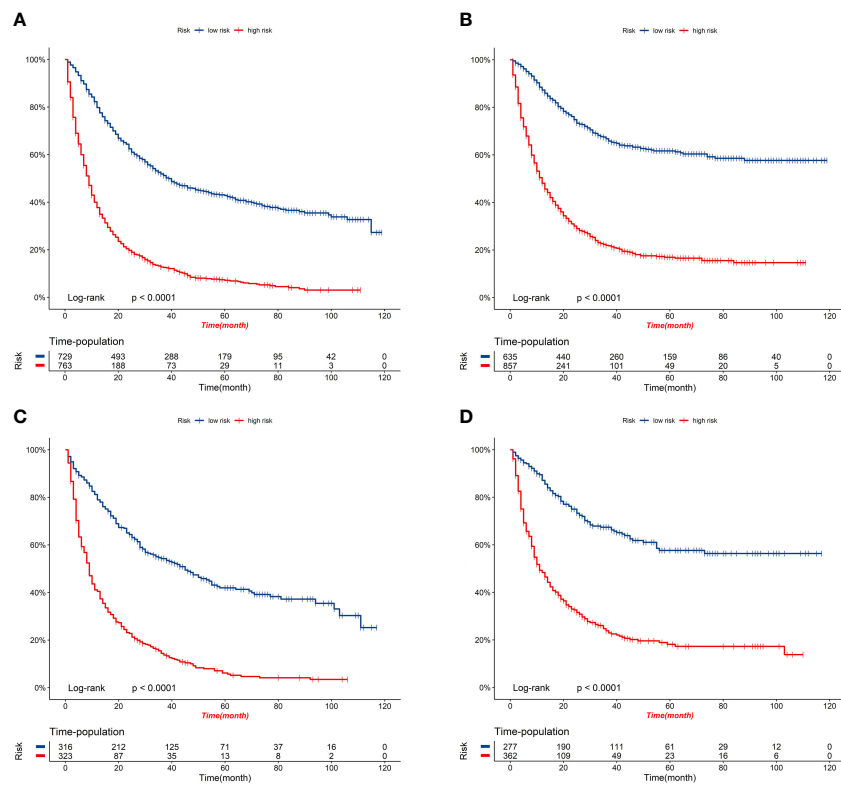 A
Risk low risk high risk
100%
80%
60%
40%
20%
0%
Log-rank p < 0.0001
0 20 40 60 80 100 120
Time(month)
Time-population
Risk
729 493 288 179 95 42 0
763 188 73 29 11 3 0
0 20 40 60 80 100 120
Time(month)
B
Risk low risk high risk
100%
80%
60%
40%
20%
0%
Log-rank p < 0.0001
0 20 40 60 80 100 120
Time(month)
Time-population
Risk
635 440 260 159 86 40 0
857 241 101 49 20 5 0
0 20 40 60 80 100 120
Time(month)
C
Risk low risk high risk
100%
80%
60%
40%
20%
0%
Log-rank p < 0.0001
0 20 40 60 80 100 120
Time(month)
Time-population
Risk
316 212 125 71 37 16 0
323 87 35 13 8 2 0
0 20 40 60 80 100 120
Time(month)
D
Risk low risk high risk
100%
80%
60%
40%
20%
0%
Log-rank p < 0.0001
0 20 40 60 80 100 120
Time(month)
Time-population
Risk
277 190 111 61 29 12 0
362 109 49 23 16 6 0
0 20 40 60 80 100 120
Time(month)